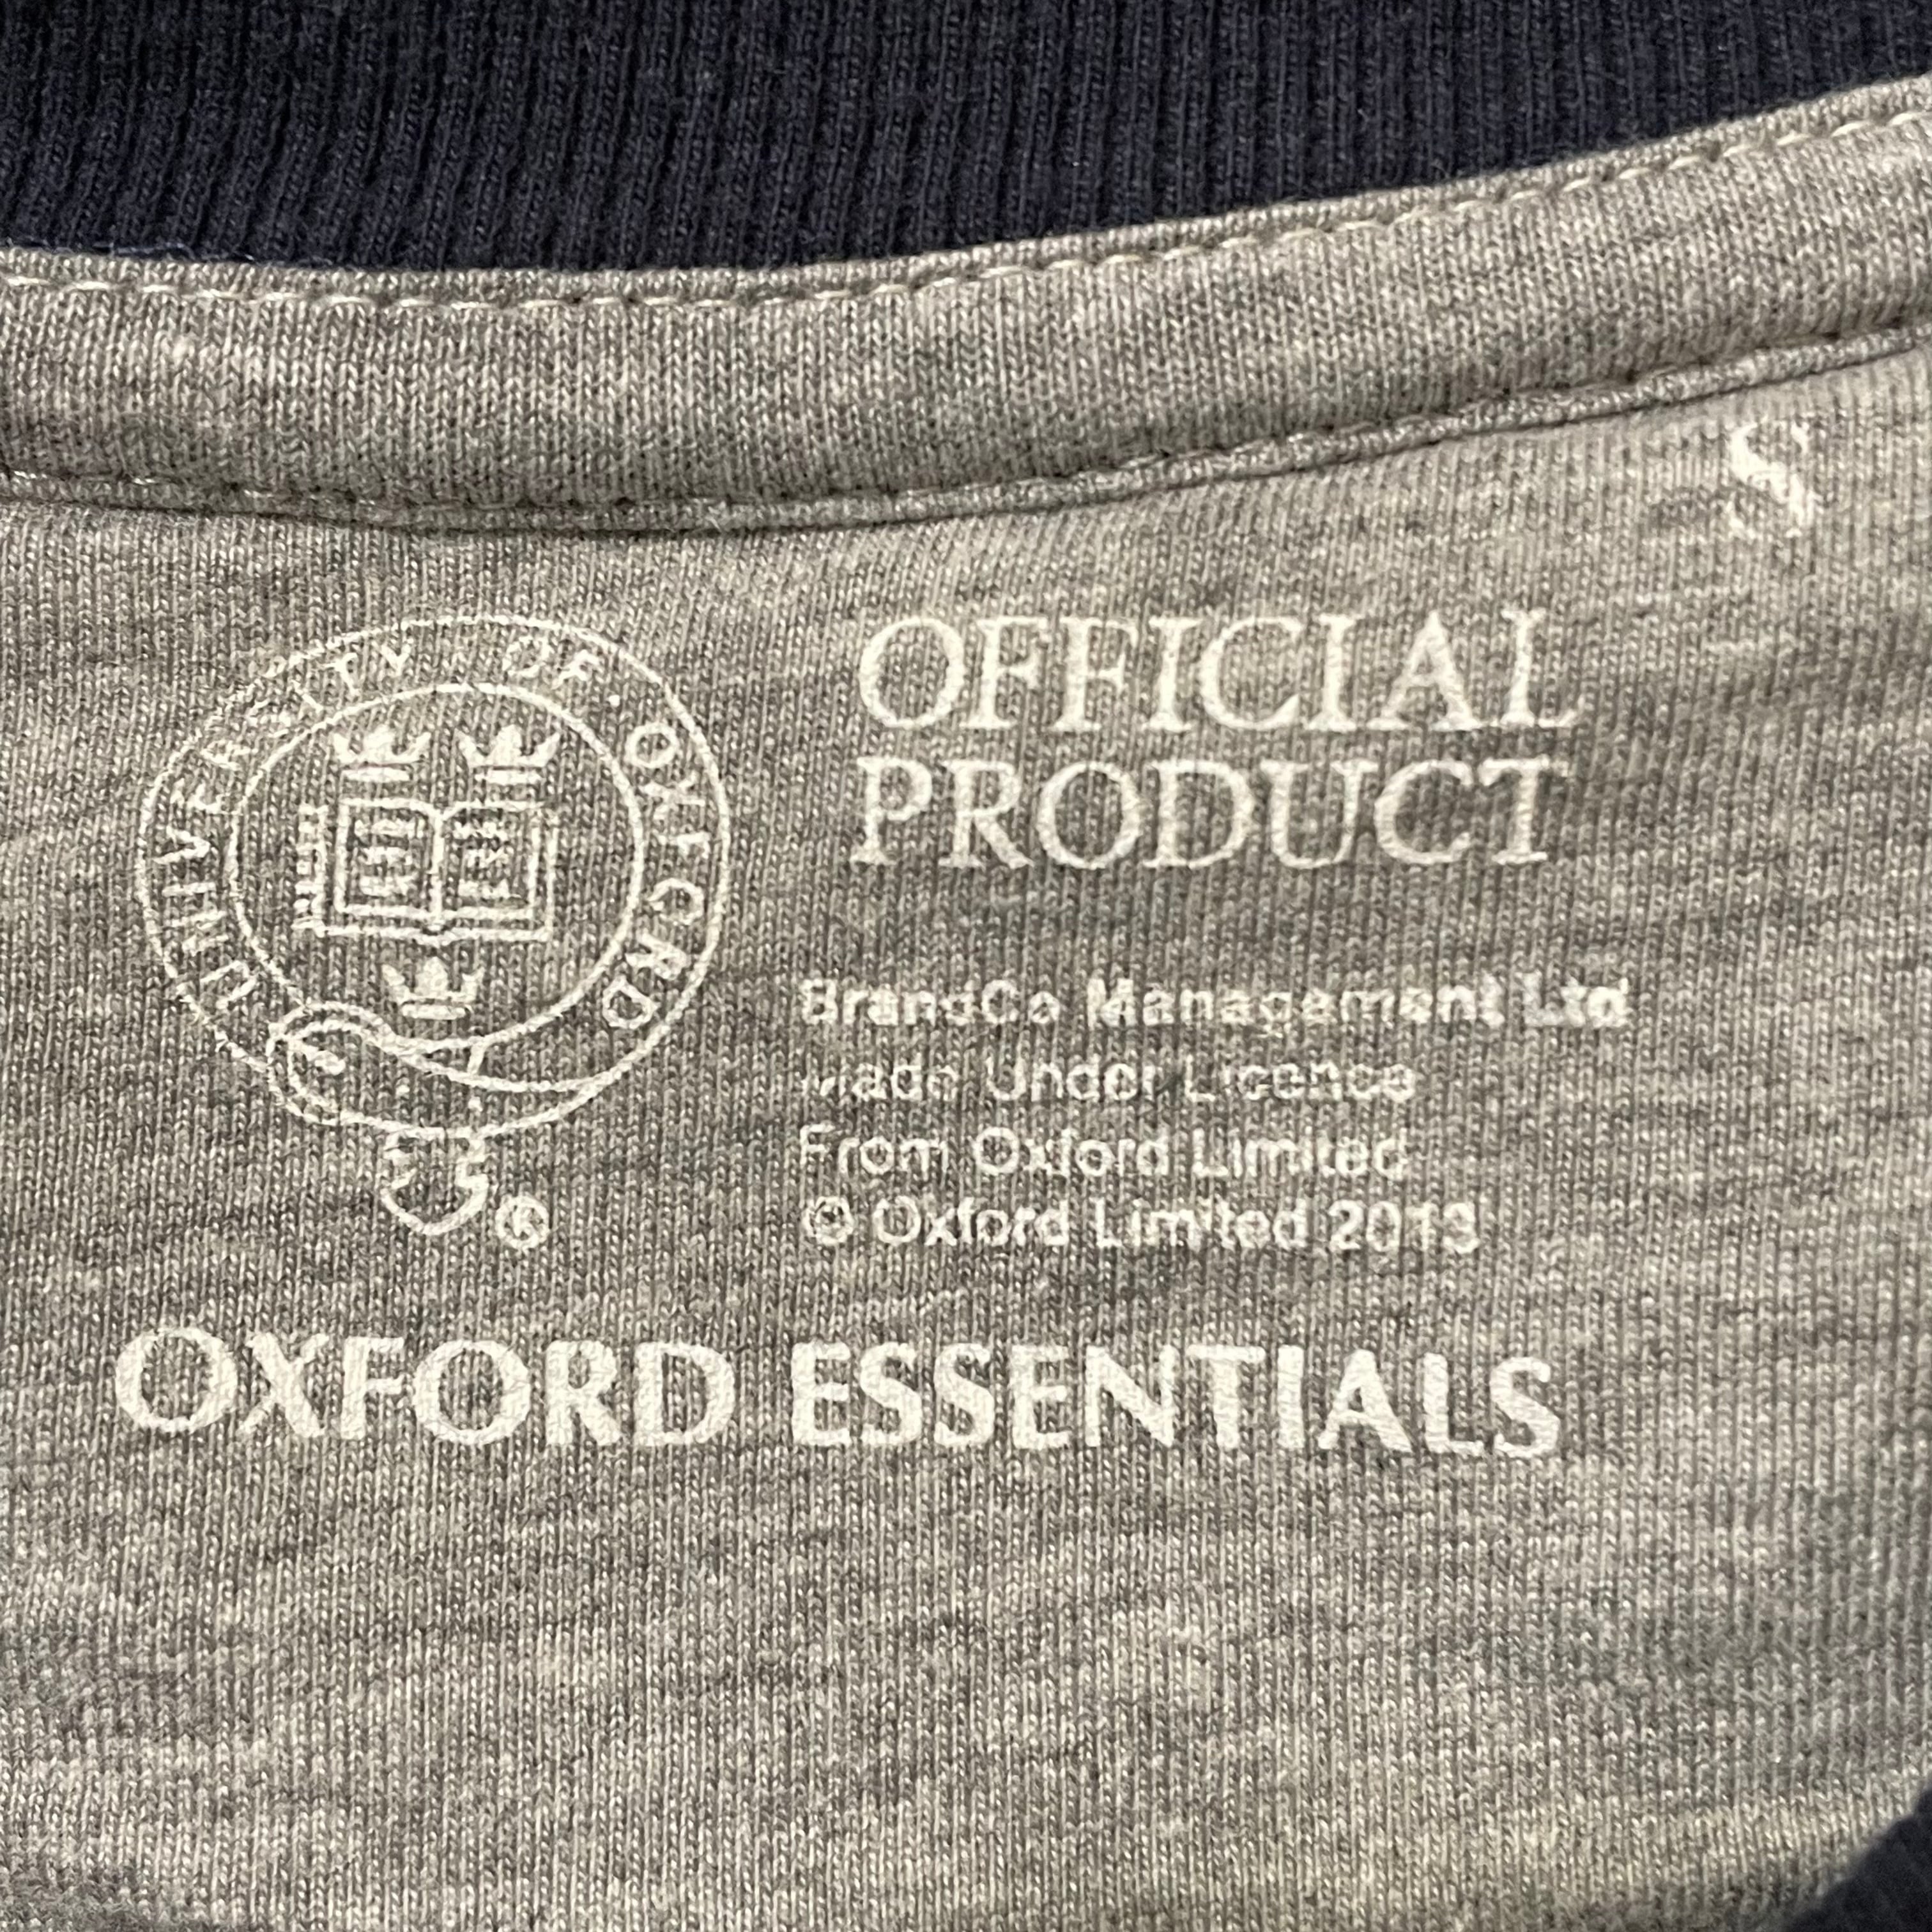 S
UNIVERSITY · OF · OXFORD
OFFICIAL
PRODUCT
BrandCo Management Ltd
Made Under Licence
From Oxford Limited
© Oxford Limited 2013
®
OXFORD ESSENTIALS